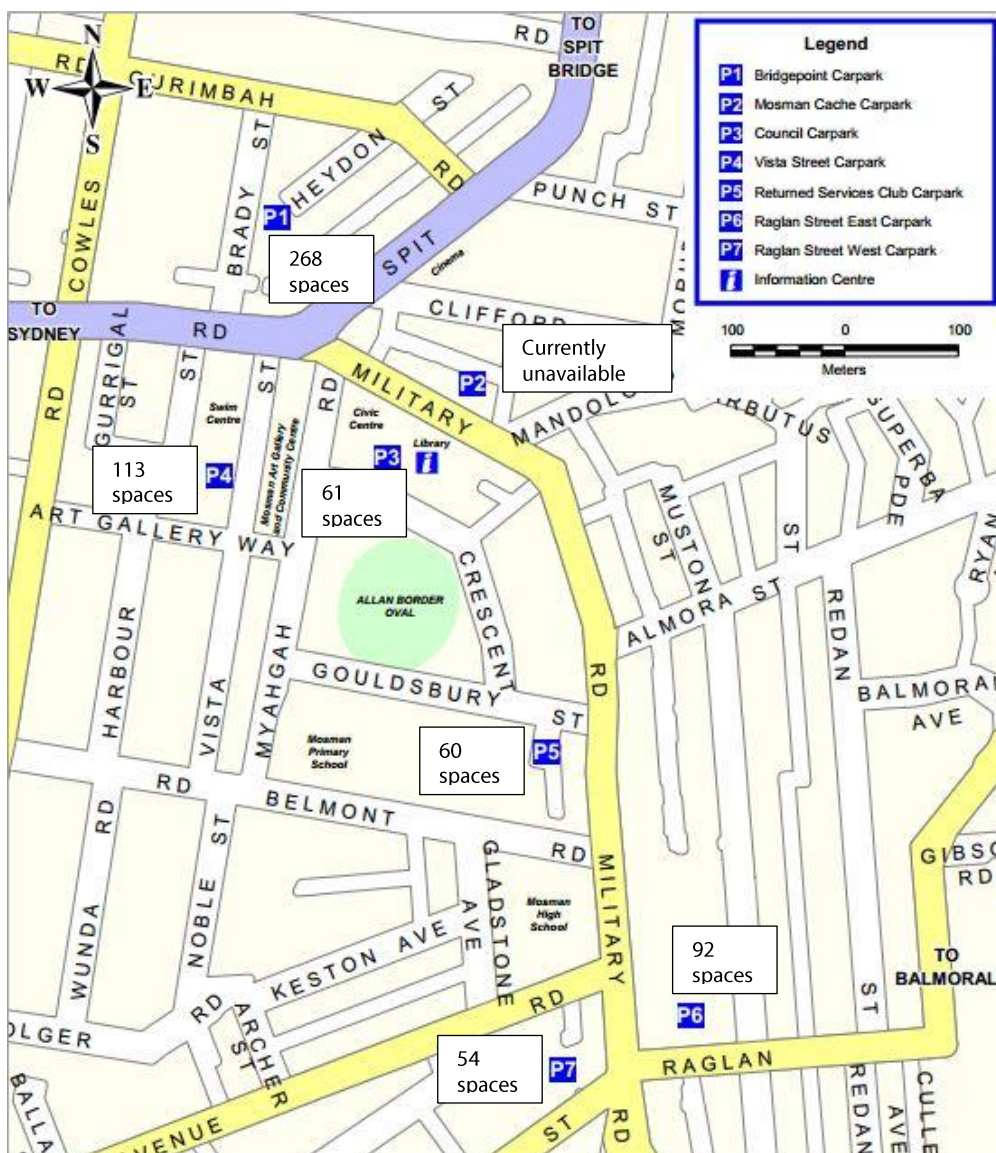 N
W E
S
TO
SPIT
BRIDGE
RD
RD
OURIMBAH
RD
HEYDON ST
BRADY ST
COWLES
RD
P1
268
spaces
SPIT
RD
Cinema
PUNCH ST
CLIFFORD
TO
SYDNEY
MILITARY
RD
MILITARY
RD
P2
Currently
unavailable
GURRIGAL
ST
ST
ST
RD
Swim
Centre
Civic
Centre
Library
i
P3
61
spaces
P4
113
spaces
Mosman Art Gallery
and Community Centre
ART GALLERY WAY
ALLAN BORDER
OVAL
CRESCENT
GOULDSBURY
ST
MUSTON
ST
ST
SUPERBA
PDE
RYAN
ALMORA ST
REDAN
ST
BALMORAL
AVE
HARBOUR
VISTA
MYAHGAH
Mosman
Primary
School
P5
60
spaces
RD
BELMONT
RD
WUNDA RD
NOBLE ST
GLADSTONE
AVE
KESTON AVE
Mosman
High
School
RD
ARCHER
ST
AVENUE
RD
92
spaces
P6
54
spaces
P7
RAGLAN
ST
TO
BALMORAL
REDAN
AVE
Legend
P1 Bridgepoint Carpark
P2 Mosman Cache Carpark
P3 Council Carpark
P4 Vista Street Carpark
P5 Returned Services Club Carpark
P6 Raglan Street East Carpark
P7 Raglan Street West Carpark
i Information Centre
100 0 100
Meters